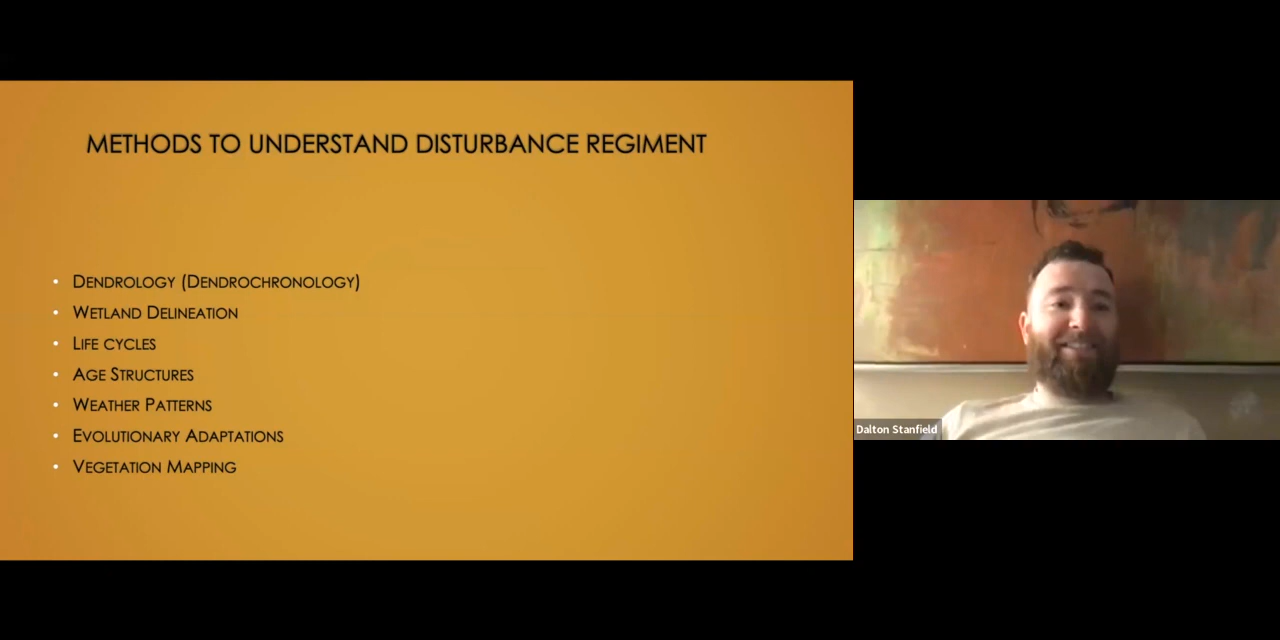 METHODS TO UNDERSTAND DISTURBANCE REGIMENT
• DENDROLOGY (DENDROCHRONOLOGY)
• WETLAND DELINEATION
• LIFE CYCLES
• AGE STRUCTURES
• WEATHER PATTERNS
• EVOLUTIONARY ADAPTATIONS
• VEGETATION MAPPING
Dalton Stanfield